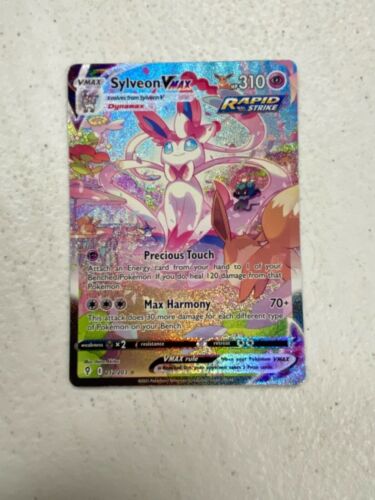 VMAX
Sylveon VMAX
HP 310
Evolves from Sylveon V
Dynamax
RAPID STRIKE
Precious Touch
Attach an Energy card from your hand to 1 of
your Benched Pokémon. If you do, heal 120 damage from that
Pokémon.
Max Harmony 70+
This attack does 30 more damage for each different
type of Pokémon on your Bench.
weakness ×2 resistance retreat
VMAX rule
When your Pokémon VMAX
is Knocked Out, your opponent takes 3 Prize cards.
212/203